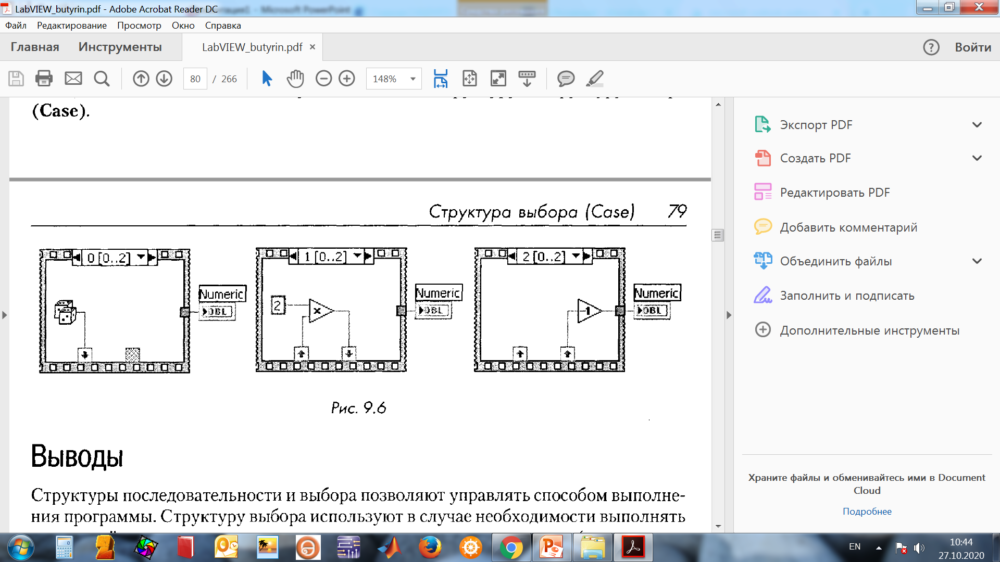 LabVIEW_butyrin.pdf - Adobe Acrobat Reader DC
Microsoft PowerPoint
Файл Редактирование Просмотр Окно Справка
Главная Инструменты LabVIEW_butyrin.pdf × ? Войти
80 / 266 148%
(Case).
Структура выбора (Case) 79
0 [0..2] 1 [0..2] 2 [0..2]
Numeric Numeric Numeric
2 x -1
DBL DBL DBL
Рис. 9.6
Выводы
Структуры последовательности и выбора позволяют управлять способом выполне-
ния программы. Структуру выбора используют в случае необходимости выполнять
Экспорт PDF
Создать PDF
Редактировать PDF
Добавить комментарий
Объединить файлы
Заполнить и подписать
Дополнительные инструменты
Храните файлы и обменивайтесь ими в Document
Cloud
Подробнее
EN 10:44
27.10.2020